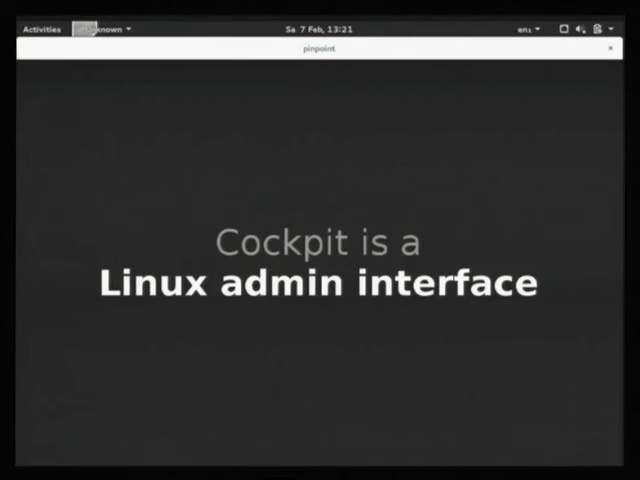 Activities
Unknown
Sa 7 Feb, 13:21
en₁
pinpoint
Cockpit is a
Linux admin interface